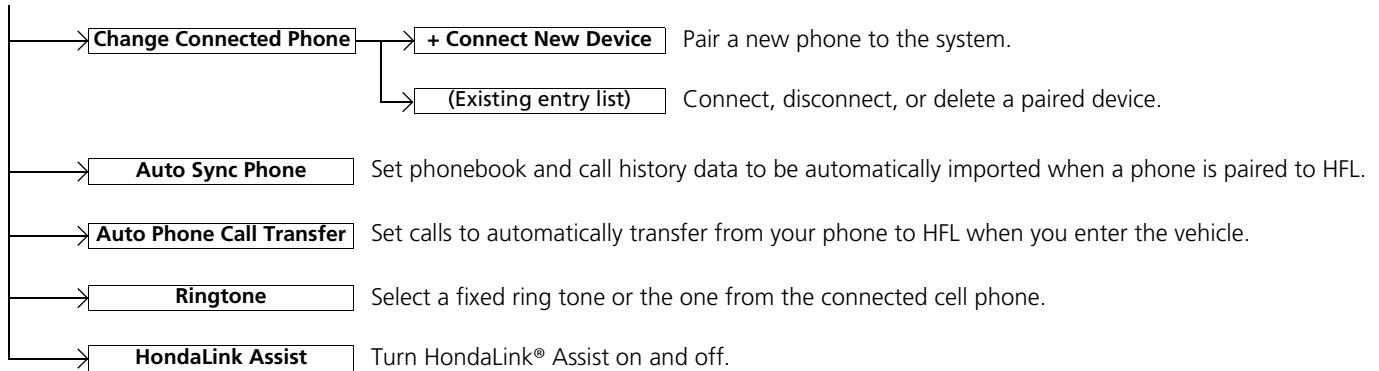 Change Connected Phone + Connect New Device Pair a new phone to the system.
(Existing entry list) Connect, disconnect, or delete a paired device.
Auto Sync Phone Set phonebook and call history data to be automatically imported when a phone is paired to HFL.
Auto Phone Call Transfer Set calls to automatically transfer from your phone to HFL when you enter the vehicle.
Ringtone Select a fixed ring tone or the one from the connected cell phone.
HondaLink Assist Turn HondaLink® Assist on and off.